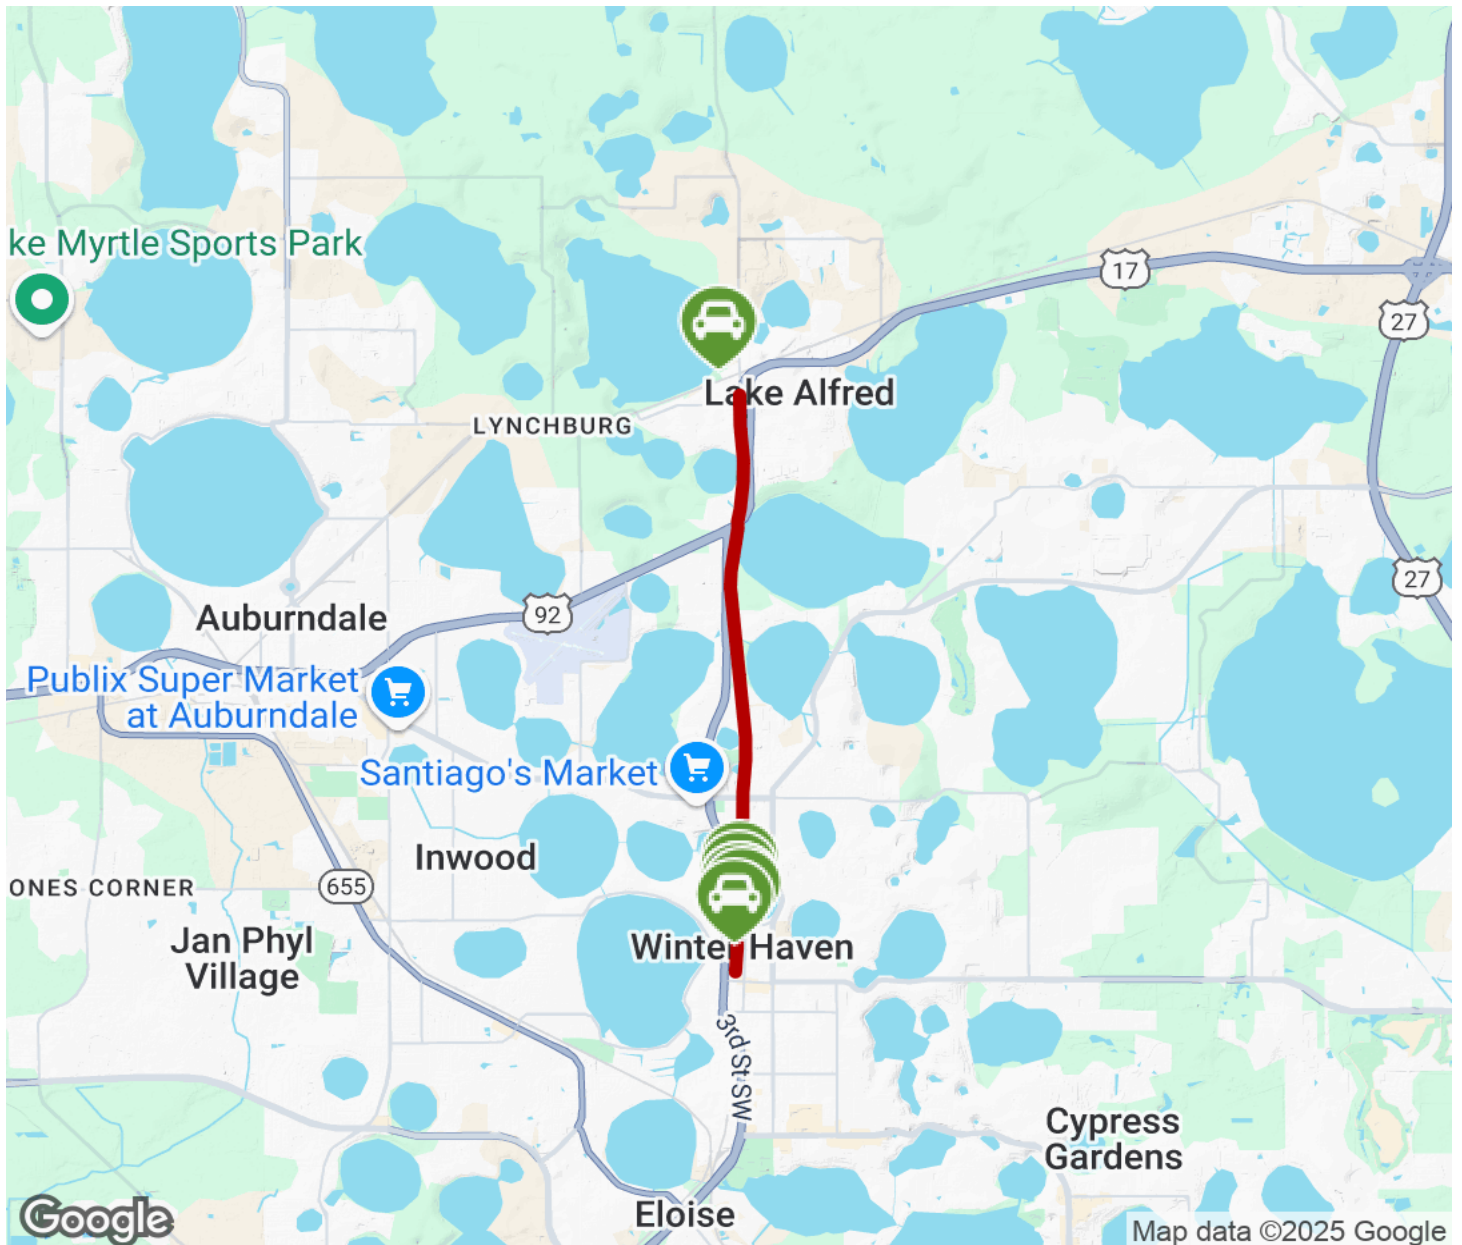 ke Myrtle Sports Park
17
27
Lake Alfred
LYNCHBURG
27
92
Auburndale
Publix Super Market
at Auburndale
Santiago's Market
Inwood
ONES CORNER
655
Jan Phyl
Village
Winter Haven
3rd St SW
Cypress
Gardens
Eloise
Google
Map data ©2025 Google